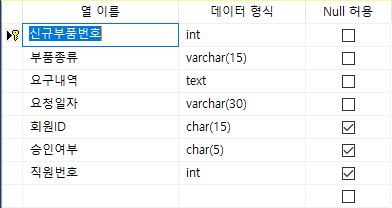 열 이름 데이터 형식 Null 허용
신규부품번호 int
부품종류 varchar(15)
요구내역 text
요청일자 varchar(30)
회원ID char(15)
승인여부 char(5)
직원번호 int